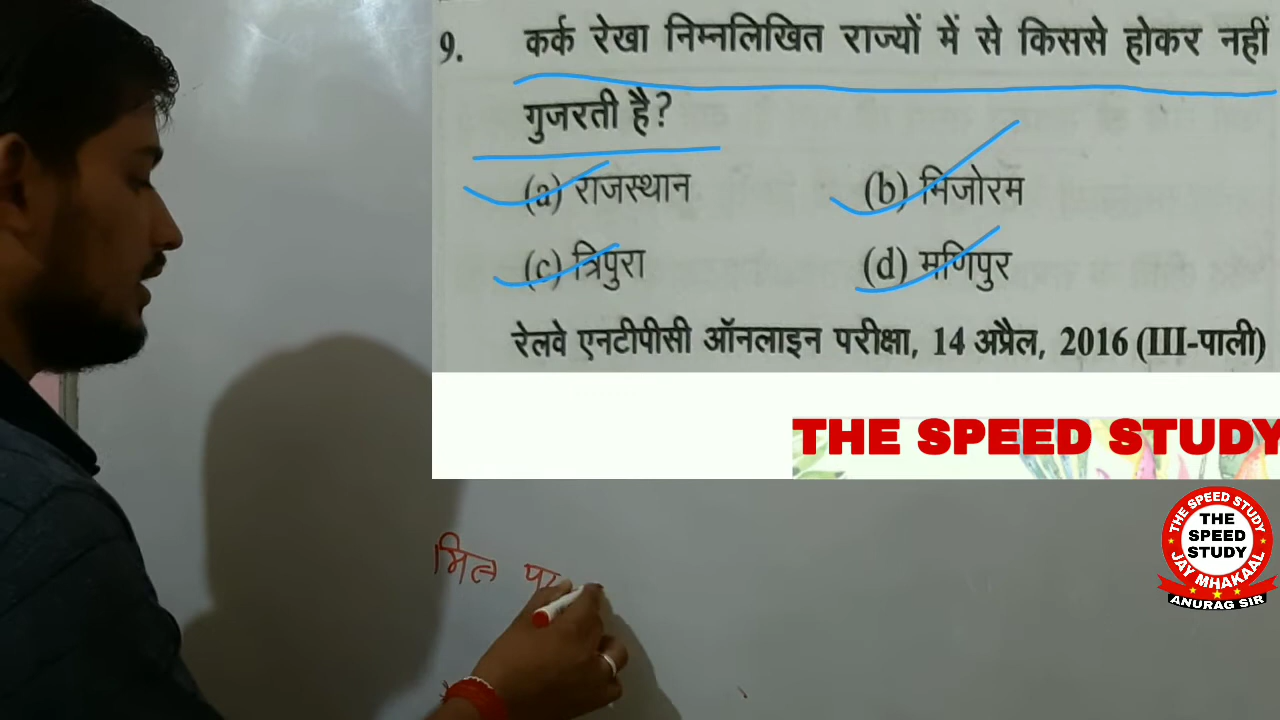 9. कर्क रेखा निम्नलिखित राज्यों में से किससे होकर नहीं
गुजरती है?
(a) राजस्थान (b) मिजोरम
(c) त्रिपुरा (d) मणिपुर
रेलवे एनटीपीसी ऑनलाइन परीक्षा, 14 अप्रैल, 2016 (III-पाली)
THE SPEED STUDY
THE SPEED STUDY
THE
SPEED
STUDY
JAY MHAKAAL
ANURAG SIR